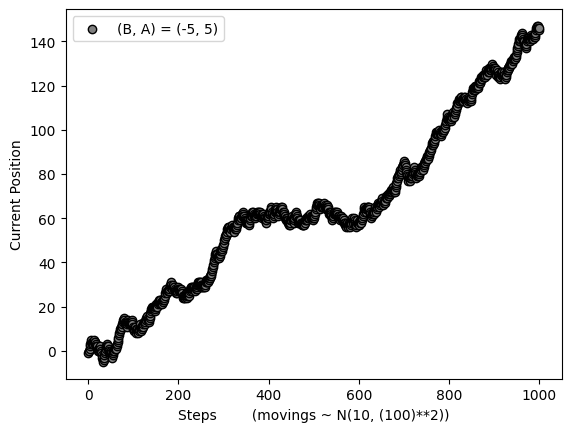 (B, A) = (-5, 5)
140
120
100
80
60
40
20
0
Current Position
0 200 400 600 800 1000
Steps (movings ~ N(10, (100)**2))